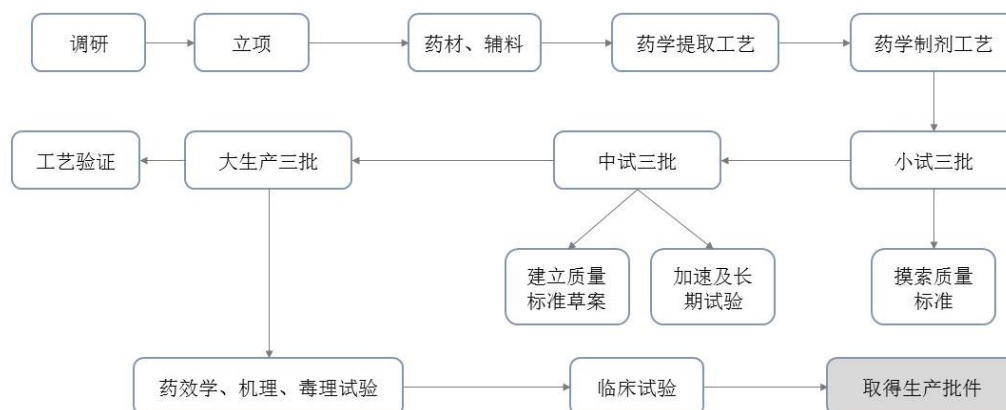 调研
立项
药材、辅料
药学提取工艺
药学制剂工艺
工艺验证
大生产三批
中试三批
小试三批
建立质量
标准草案
加速及长
期试验
摸索质量
标准
药效学、机理、毒理试验
临床试验
取得生产批件